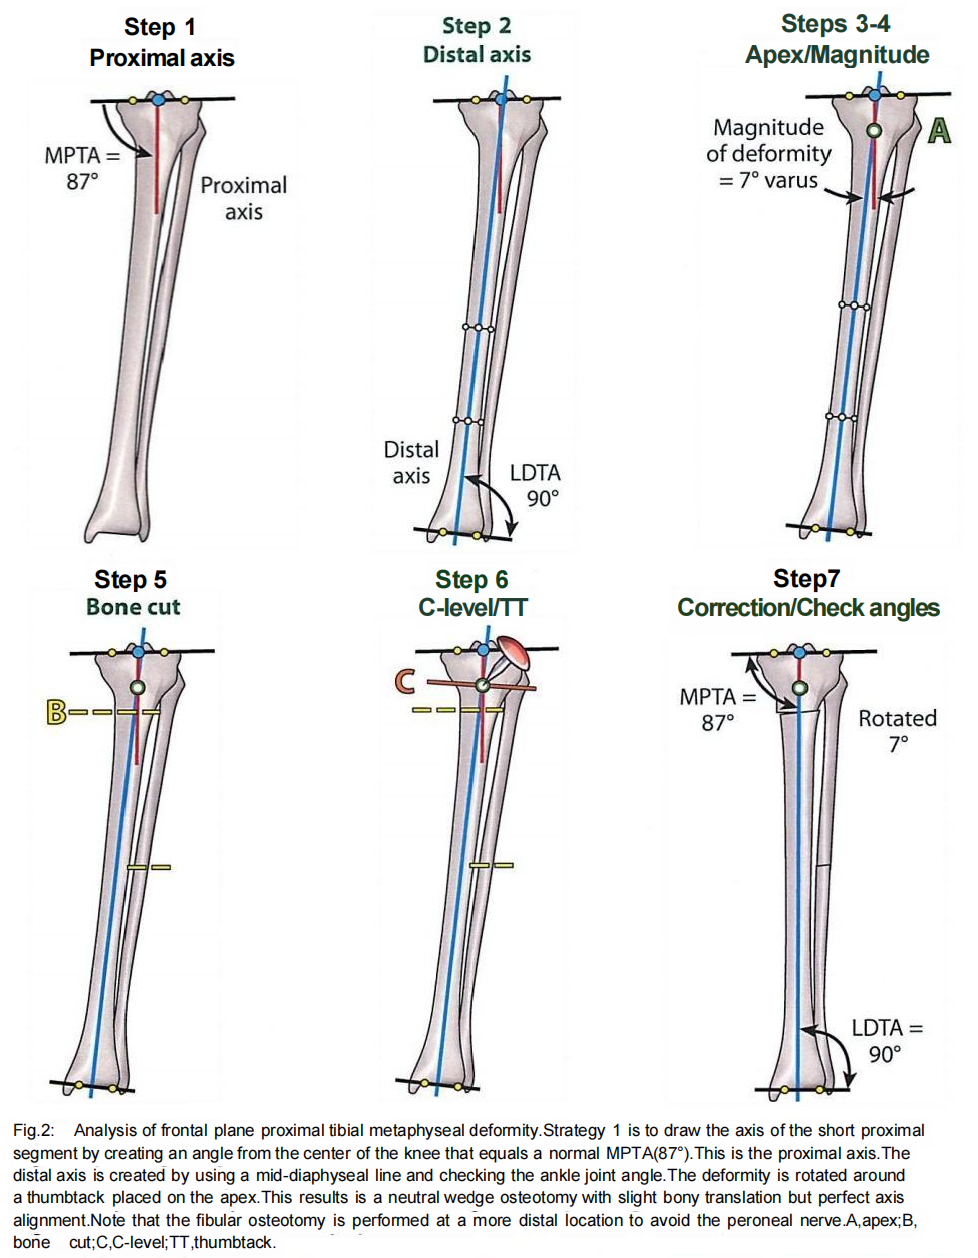 Step 1
Proximal axis
MPTA =
87°
Proximal
axis
Step 2
Distal axis
Distal
axis
LDTA
90°
Steps 3-4
Apex/Magnitude
Magnitude
of deformity
= 7° varus
A
Step 5
Bone cut
B
Step 6
C-level/TT
C
Step7
Correction/Check angles
MPTA =
87°
Rotated
7°
LDTA =
90°
Fig.2: Analysis of frontal plane proximal tibial metaphyseal deformity.Strategy 1 is to draw the axis of the short proximal
segment by creating an angle from the center of the knee that equals a normal MPTA(87°).This is the proximal axis.The
distal axis is created by using a mid-diaphyseal line and checking the ankle joint angle.The deformity is rotated around
a thumbtack placed on the apex.This results is a neutral wedge osteotomy with slight bony translation but perfect axis
alignment.Note that the fibular osteotomy is performed at a more distal location to avoid the peroneal nerve.A,apex;B,
bone cut;C,C-level;TT,thumbtack.